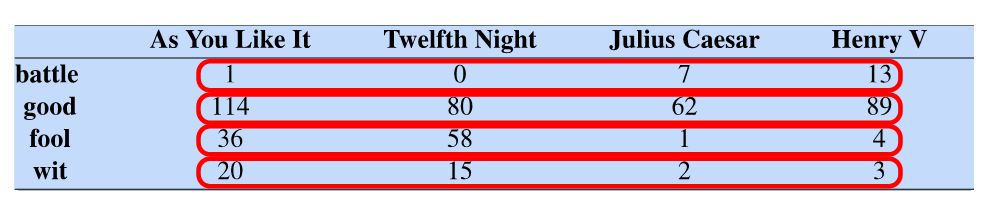 As You Like It Twelfth Night Julius Caesar Henry V
battle 1 0 7 13
good 114 80 62 89
fool 36 58 1 4
wit 20 15 2 3